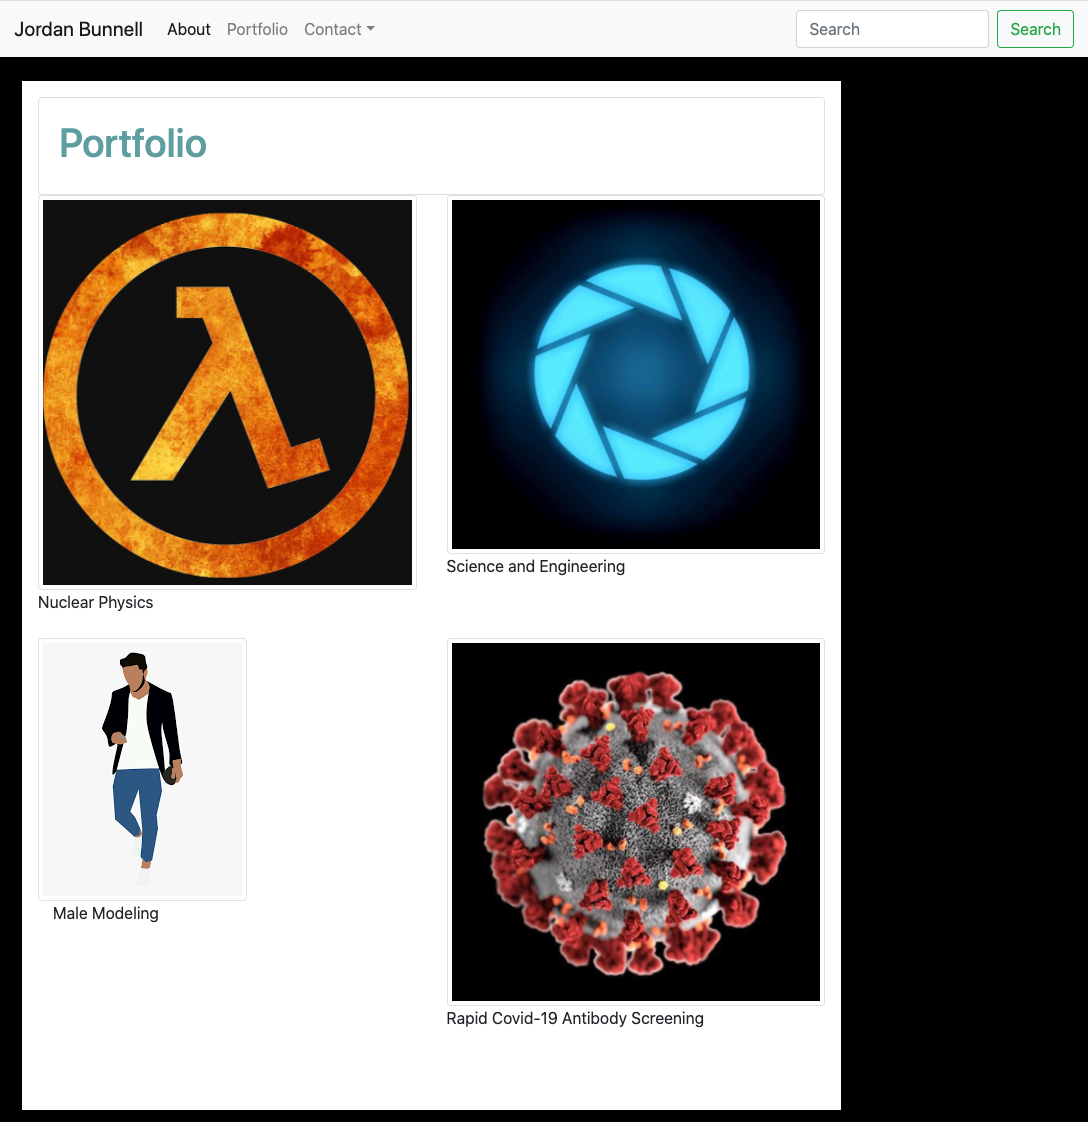 Jordan Bunnell About Portfolio Contact Search Search
Portfolio
Science and Engineering
Nuclear Physics
Male Modeling
Rapid Covid-19 Antibody Screening